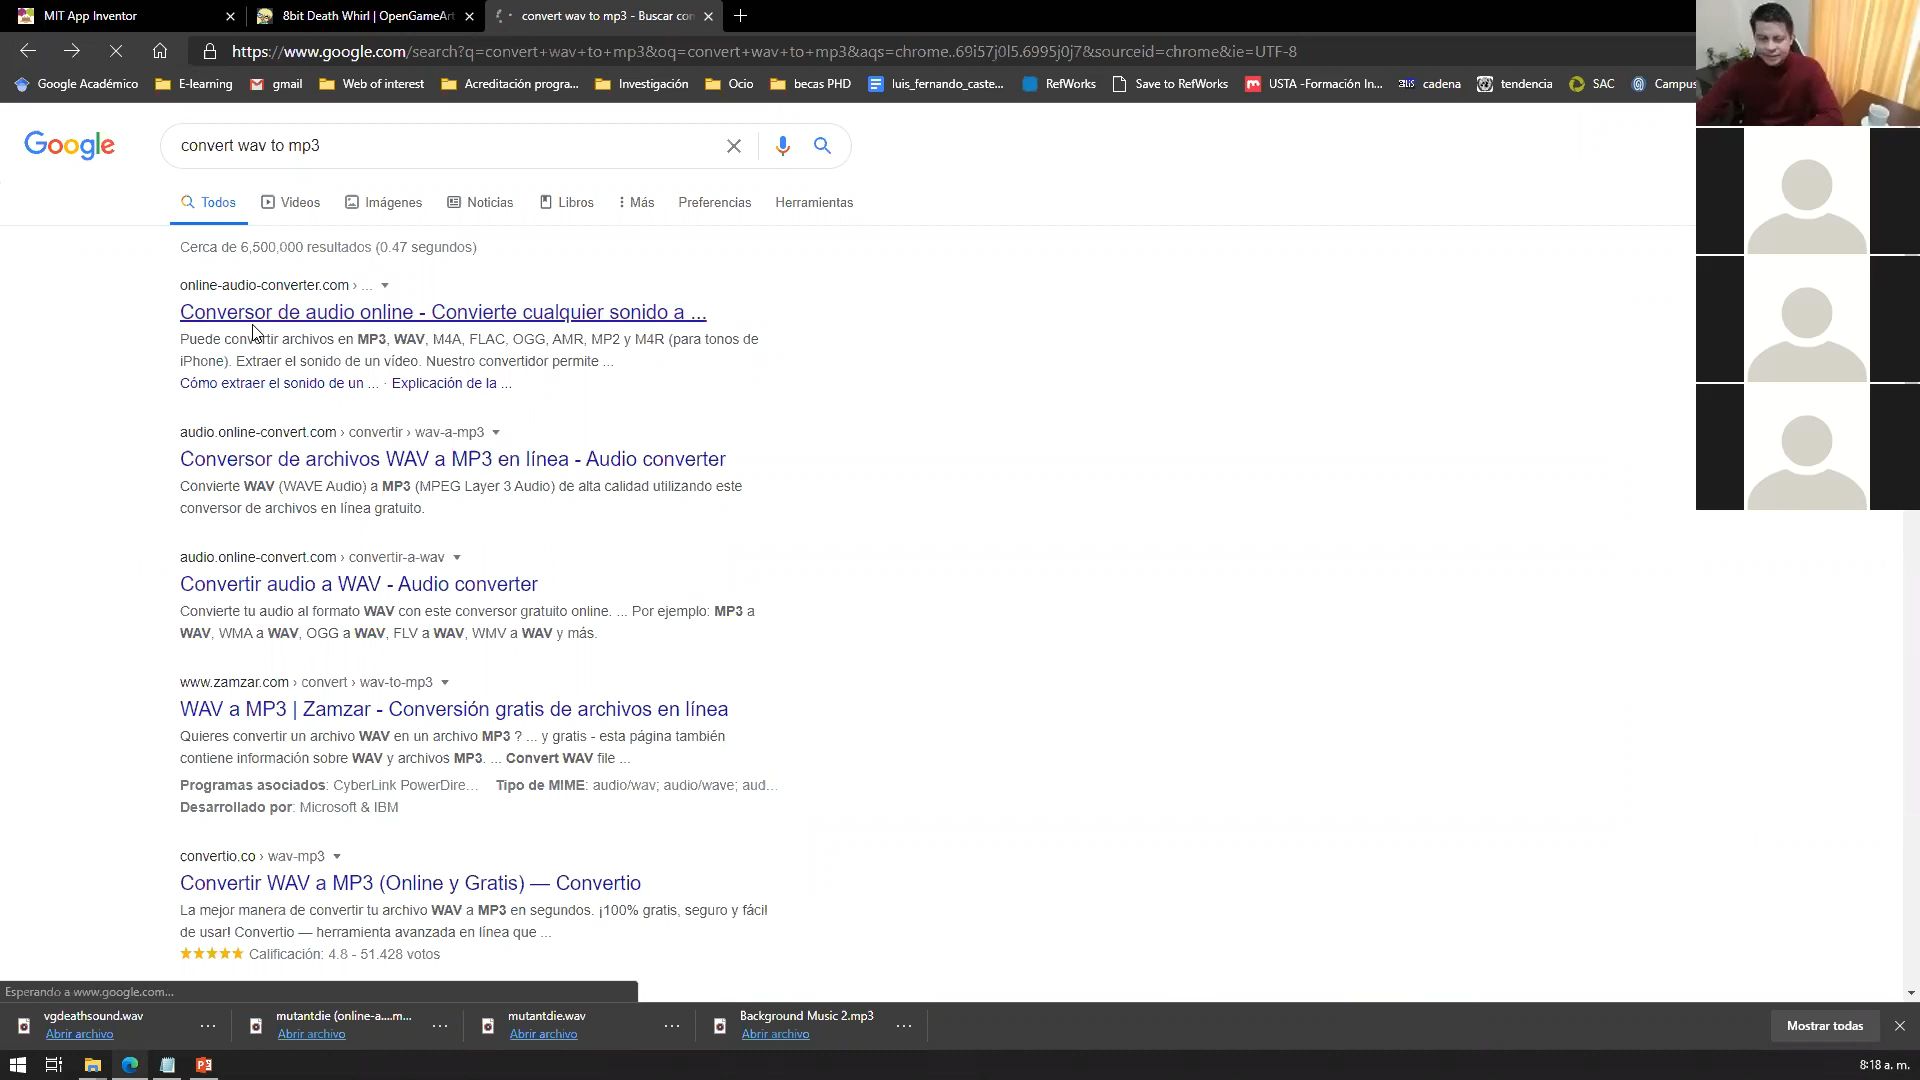 MIT App Inventor
8bit Death Whirl | OpenGameArt
convert wav to mp3 - Buscar con
https://www.google.com/search?q=convert+wav+to+mp3&oq=convert+wav+to+mp3&aqs=chrome..69i57j0l5.6995j0j7&sourceid=chrome&ie=UTF-8
Google Académico
E-learning
gmail
Web of interest
Acreditación progra...
Investigación
Ocio
becas PHD
luis_fernando_caste...
RefWorks
Save to RefWorks
USTA -Formación In...
cadena
tendencia
SAC
Campus
Google
convert wav to mp3
Todos
Videos
Imágenes
Noticias
Libros
Más
Preferencias
Herramientas
Cerca de 6,500,000 resultados (0.47 segundos)
online-audio-converter.com › ...
Conversor de audio online - Convierte cualquier sonido a ...
Puede convertir archivos en MP3, WAV, M4A, FLAC, OGG, AMR, MP2 y M4R (para tonos de
iPhone). Extraer el sonido de un vídeo. Nuestro convertidor permite ...
Cómo extraer el sonido de un ... · Explicación de la ...
audio.online-convert.com › convertir › wav-a-mp3
Conversor de archivos WAV a MP3 en línea - Audio converter
Convierte WAV (WAVE Audio) a MP3 (MPEG Layer 3 Audio) de alta calidad utilizando este
conversor de archivos en línea gratuito.
audio.online-convert.com › convertir-a-wav
Convertir audio a WAV - Audio converter
Convierte tu audio al formato WAV con este conversor gratuito online. ... Por ejemplo: MP3 a
WAV, WMA a WAV, OGG a WAV, FLV a WAV, WMV a WAV y más.
www.zamzar.com › convert › wav-to-mp3
WAV a MP3 | Zamzar - Conversión gratis de archivos en línea
Quieres convertir un archivo WAV en un archivo MP3 ? ... y gratis - esta página también
contiene información sobre WAV y archivos MP3. ... Convert WAV file ...
Programas asociados: CyberLink PowerDire... Tipo de MIME: audio/wav; audio/wave; aud...
Desarrollado por: Microsoft & IBM
convertio.co › wav-mp3
Convertir WAV a MP3 (Online y Gratis) — Convertio
La mejor manera de convertir tu archivo WAV a MP3 en segundos. ¡100% gratis, seguro y fácil
de usar! Convertio — herramienta avanzada en línea que ...
Calificación: 4.8 - 51.428 votos
Esperando a www.google.com...
vgdeathsound.wav
Abrir archivo
mutantdie (online-a....m...
Abrir archivo
mutantdie.wav
Abrir archivo
Background Music 2.mp3
Abrir archivo
Mostrar todas
8:18 a. m.